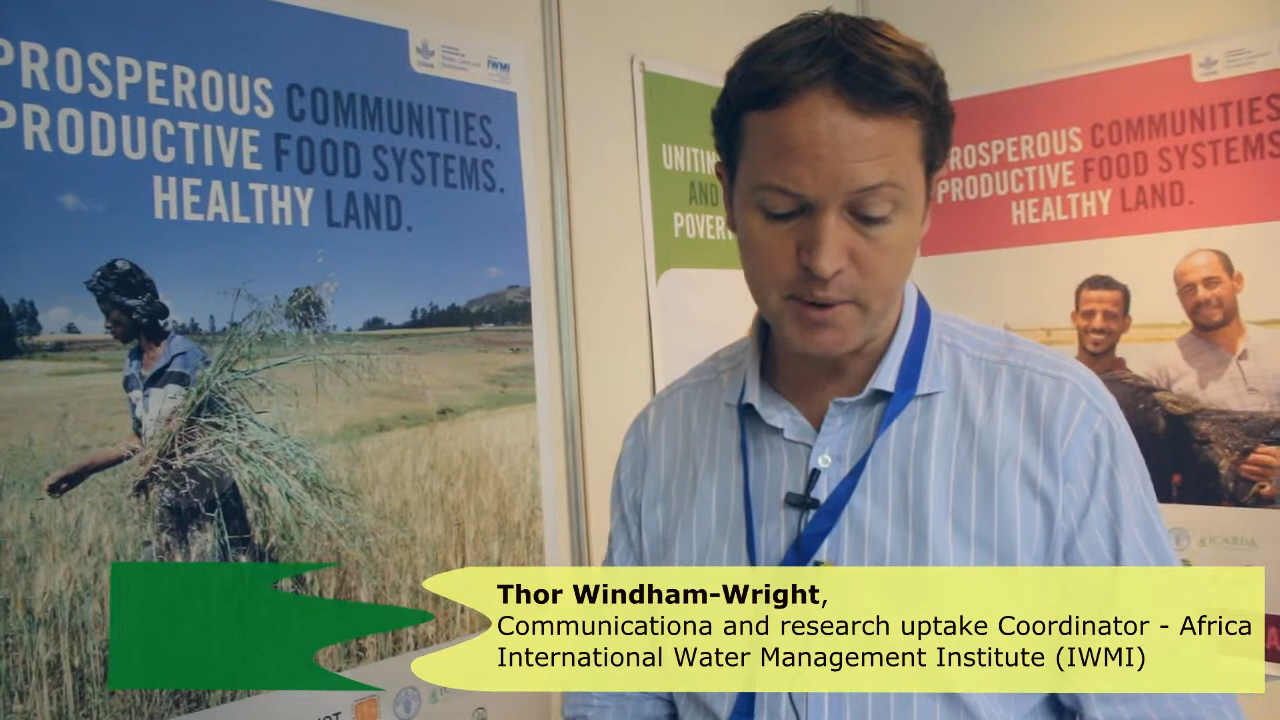 PROSPEROUS COMMUNITIES.
PRODUCTIVE FOOD SYSTEMS.
HEALTHY LAND.
IWMI
UNITIN
AND
POVER
ROSPEROUS COMMUNITIES
PRODUCTIVE FOOD SYSTEMS
HEALTHY LAND.
ICARDA
Thor Windham-Wright,
Communicationa and research uptake Coordinator - Africa
International Water Management Institute (IWMI)